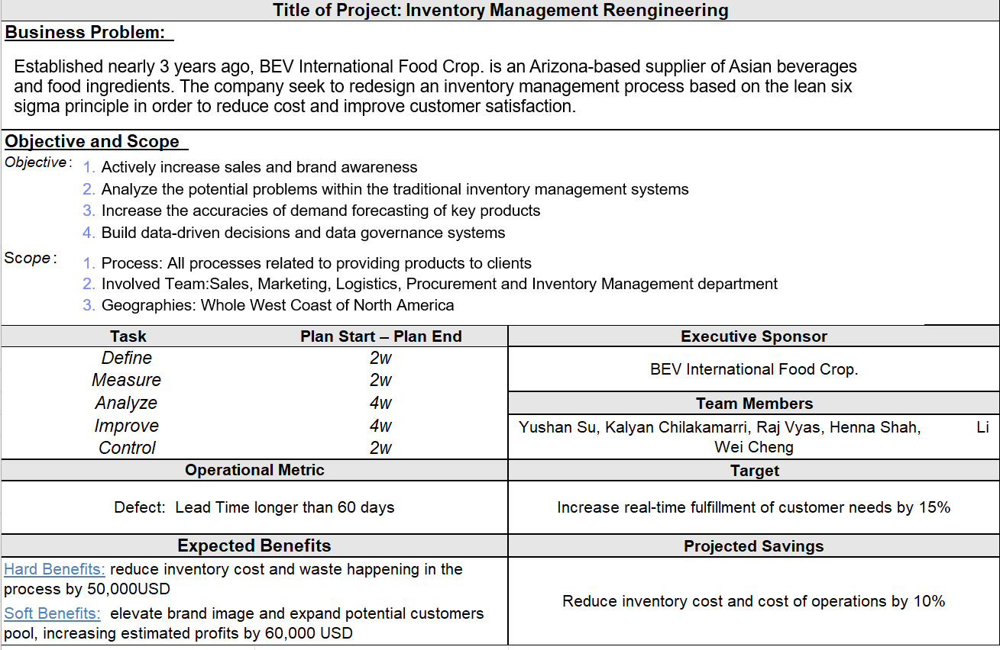 Title of Project: Inventory Management Reengineering
Business Problem:
Established nearly 3 years ago, BEV International Food Crop. is an Arizona-based supplier of Asian beverages
and food ingredients. The company seek to redesign an inventory management process based on the lean six
sigma principle in order to reduce cost and improve customer satisfaction.
Objective and Scope
Objective:
1. Actively increase sales and brand awareness
2. Analyze the potential problems within the traditional inventory management systems
3. Increase the accuracies of demand forecasting of key products
4. Build data-driven decisions and data governance systems
Scope:
1. Process: All processes related to providing products to clients
2. Involved Team:Sales, Marketing, Logistics, Procurement and Inventory Management department
3. Geographies: Whole West Coast of North America
Task Plan Start – Plan End
Define 2w
Measure 2w
Analyze 4w
Improve 4w
Control 2w
Executive Sponsor
BEV International Food Crop.
Team Members
Yushan Su, Kalyan Chilakamarri, Raj Vyas, Henna Shah, Li
Wei Cheng
Operational Metric
Defect: Lead Time longer than 60 days
Target
Increase real-time fulfillment of customer needs by 15%
Expected Benefits
Hard Benefits: reduce inventory cost and waste happening in the
process by 50,000USD
Soft Benefits: elevate brand image and expand potential customers
pool, increasing estimated profits by 60,000 USD
Projected Savings
Reduce inventory cost and cost of operations by 10%